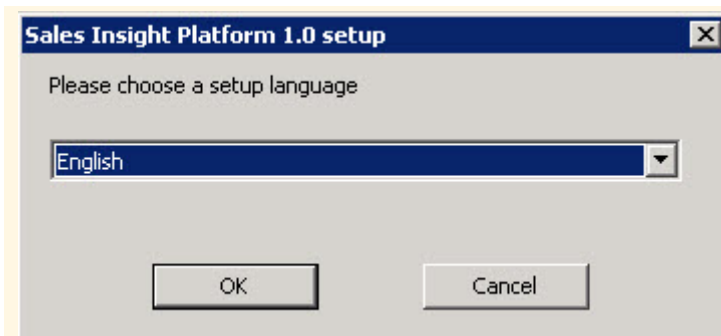 Sales Insight Platform 1.0 setup
Please choose a setup language
English
OK Cancel